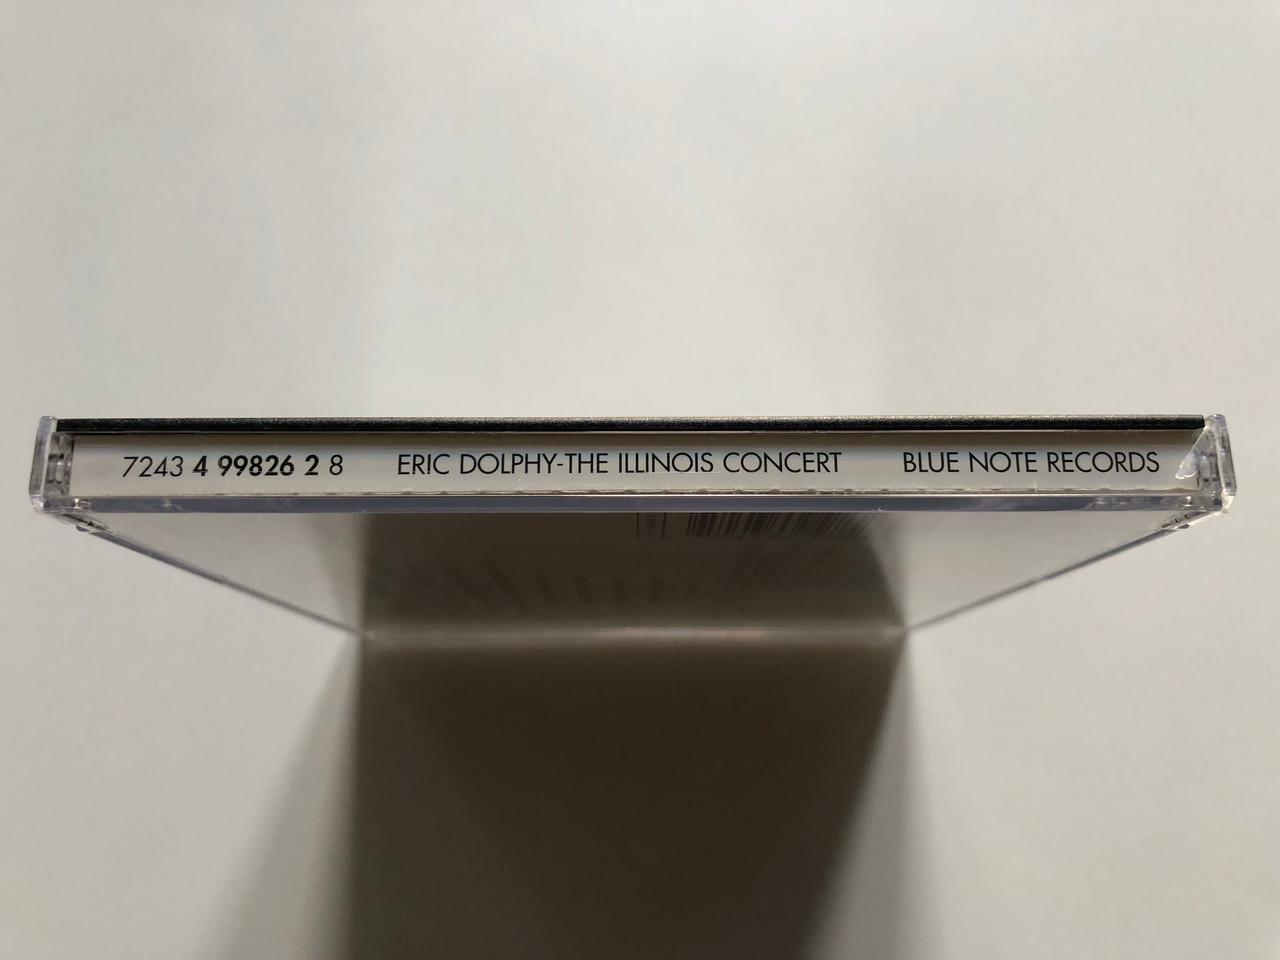 7243 4 99826 2 8 ERIC DOLPHY-THE ILLINOIS CONCERT BLUE NOTE RECORDS